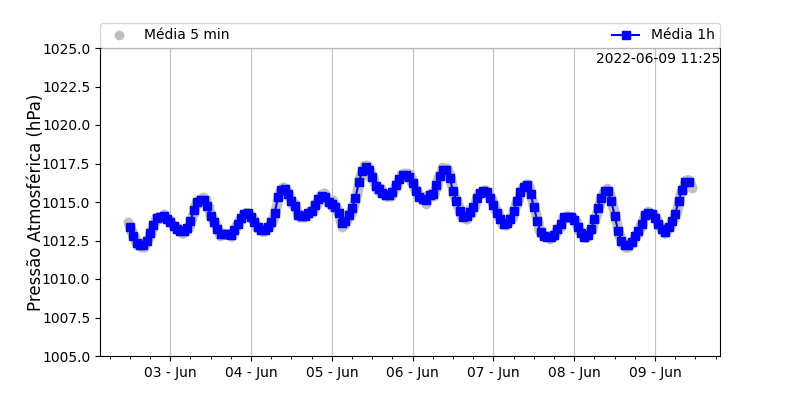 Média 5 min
Média 1h
2022-06-09 11:25
Pressão Atmosférica (hPa)
1025.0
1022.5
1020.0
1017.5
1015.0
1012.5
1010.0
1007.5
1005.0
03 - Jun
04 - Jun
05 - Jun
06 - Jun
07 - Jun
08 - Jun
09 - Jun